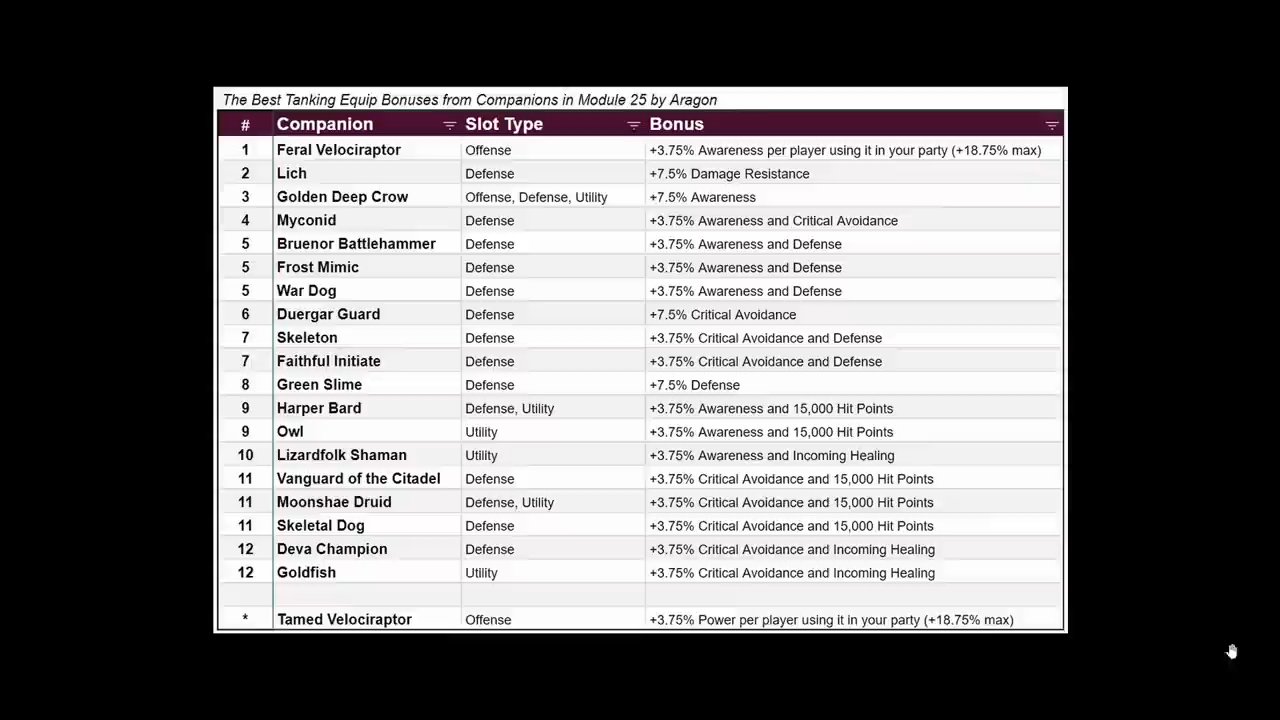 The Best Tanking Equip Bonuses from Companions in Module 25 by Aragon
# Companion Slot Type Bonus
1 Feral Velociraptor Offense +3.75% Awareness per player using it in your party (+18.75% max)
2 Lich Defense +7.5% Damage Resistance
3 Golden Deep Crow Offense, Defense, Utility +7.5% Awareness
4 Myconid Defense +3.75% Awareness and Critical Avoidance
5 Bruenor Battlehammer Defense +3.75% Awareness and Defense
5 Frost Mimic Defense +3.75% Awareness and Defense
5 War Dog Defense +3.75% Awareness and Defense
6 Duergar Guard Defense +7.5% Critical Avoidance
7 Skeleton Defense +3.75% Critical Avoidance and Defense
7 Faithful Initiate Defense +3.75% Critical Avoidance and Defense
8 Green Slime Defense +7.5% Defense
9 Harper Bard Defense, Utility +3.75% Awareness and 15,000 Hit Points
9 Owl Utility +3.75% Awareness and 15,000 Hit Points
10 Lizardfolk Shaman Utility +3.75% Awareness and Incoming Healing
11 Vanguard of the Citadel Defense +3.75% Critical Avoidance and 15,000 Hit Points
11 Moonshae Druid Defense, Utility +3.75% Critical Avoidance and 15,000 Hit Points
11 Skeletal Dog Defense +3.75% Critical Avoidance and 15,000 Hit Points
12 Deva Champion Defense +3.75% Critical Avoidance and Incoming Healing
12 Goldfish Utility +3.75% Critical Avoidance and Incoming Healing
* Tamed Velociraptor Offense +3.75% Power per player using it in your party (+18.75% max)